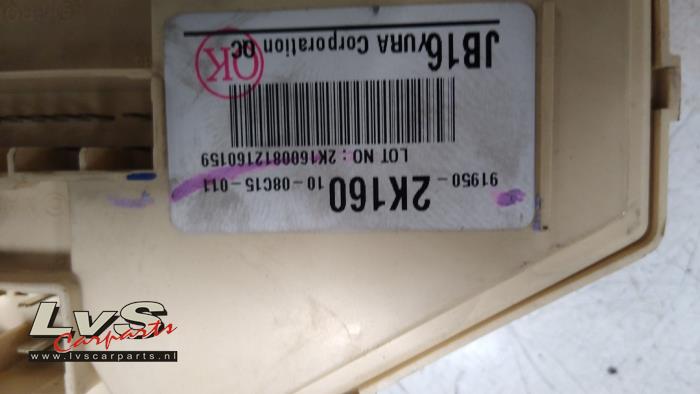 91950 - 2K160 10-08C15-011
LOT NO : 2K1600812160159
JB16 YURA Corporation QC
OK
LvS
Carparts
www.lvscarparts.nl